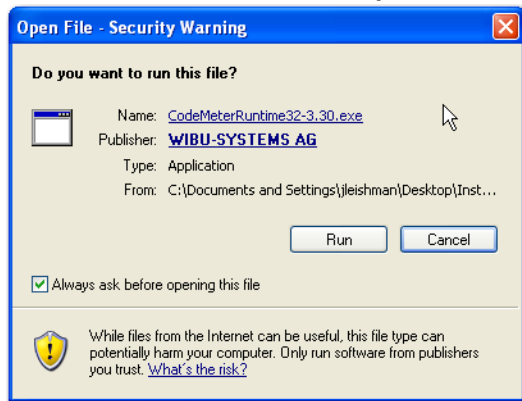 Open File - Security Warning
Do you want to run this file?
Name: CodeMeterRuntime32-3.30.exe
Publisher: WIBU-SYSTEMS AG
Type: Application
From: C:\Documents and Settings\jleishman\Desktop\Inst...
Run Cancel
Always ask before opening this file
While files from the Internet can be useful, this file type can
potentially harm your computer. Only run software from publishers
you trust. What's the risk?